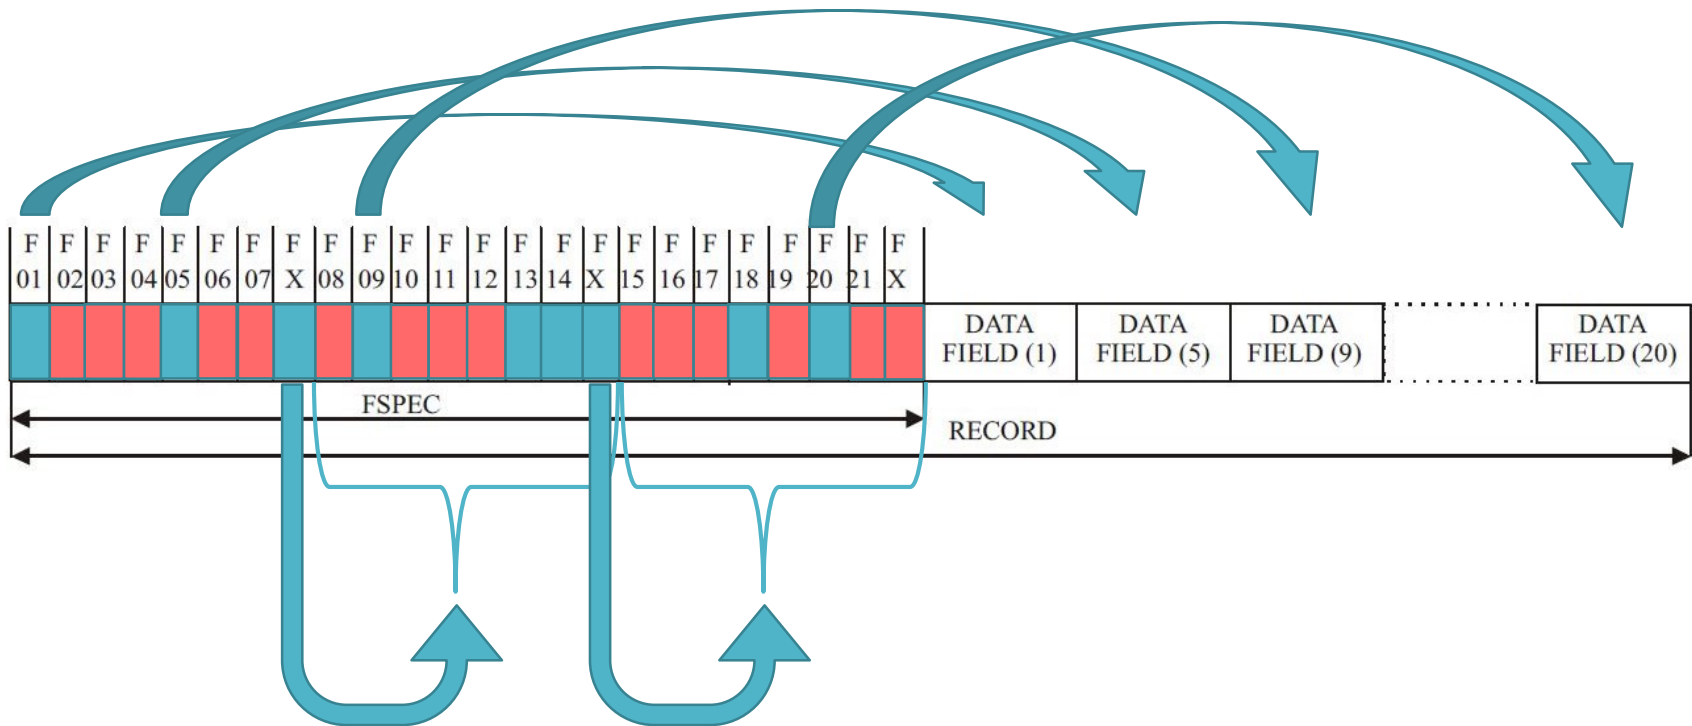 F F F F F F F F F F F F F F F F F F F F F F F F
01 02 03 04 05 06 07 X 08 09 10 11 12 13 14 X 15 16 17 18 19 20 21 X
DATA
FIELD (1)
DATA
FIELD (5)
DATA
FIELD (9)
DATA
FIELD (20)
FSPEC
RECORD